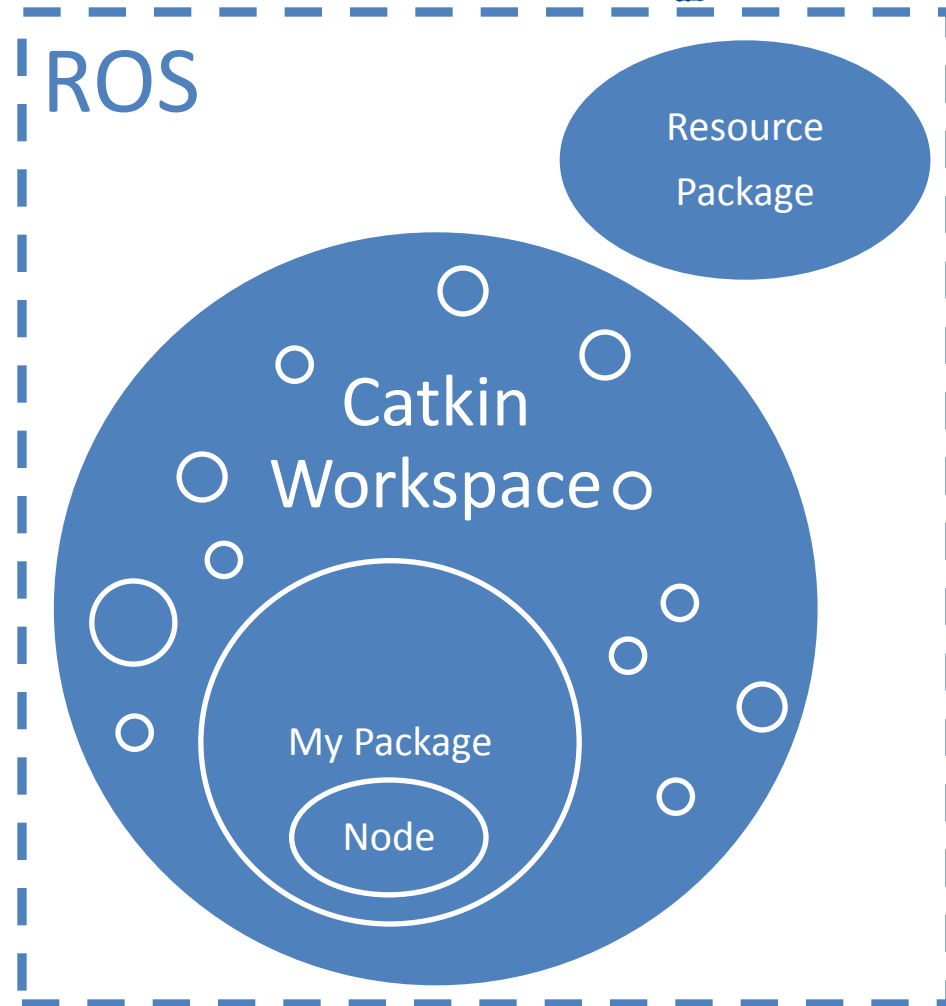 ROS
Resource
Package
Catkin
Workspace
My Package
Node